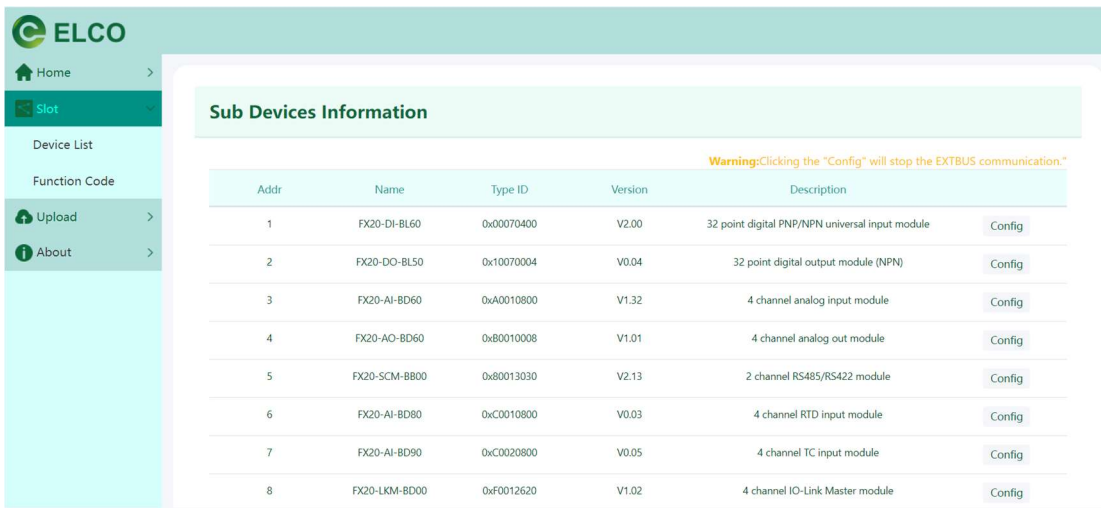 ELCO
Home
Slot
Device List
Function Code
Upload
About
Sub Devices Information
Warning:Clicking the "Config" will stop the EXTBUS communication."
Addr Name Type ID Version Description
1 FX20-DI-BL60 0x00070400 V2.00 32 point digital PNP/NPN universal input module Config
2 FX20-DO-BL50 0x10070004 V0.04 32 point digital output module (NPN) Config
3 FX20-AI-BD60 0xA0010800 V1.32 4 channel analog input module Config
4 FX20-AO-BD60 0xB0010008 V1.01 4 channel analog out module Config
5 FX20-SCM-BB00 0x80013030 V2.13 2 channel RS485/RS422 module Config
6 FX20-AI-BD80 0xC0010800 V0.03 4 channel RTD input module Config
7 FX20-AI-BD90 0xC0020800 V0.05 4 channel TC input module Config
8 FX20-LKM-BD00 0xF0012620 V1.02 4 channel IO-Link Master module Config